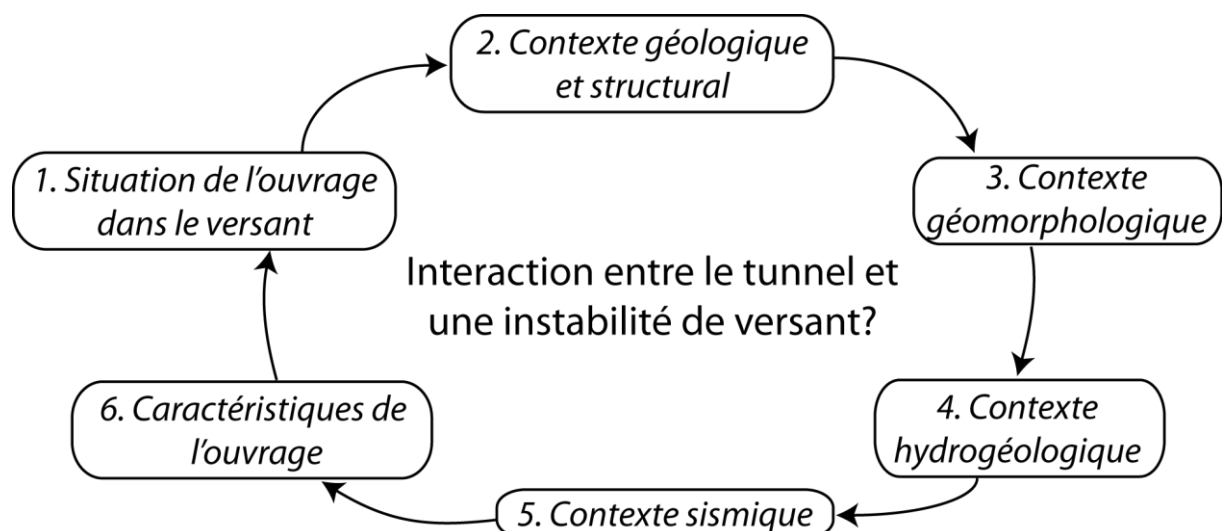 2. Contexte géologique
et structural
1. Situation de l'ouvrage
dans le versant
3. Contexte
géomorphologique
Interaction entre le tunnel et
une instabilité de versant?
6. Caractéristiques de
l'ouvrage
4. Contexte
hydrogéologique
5. Contexte sismique